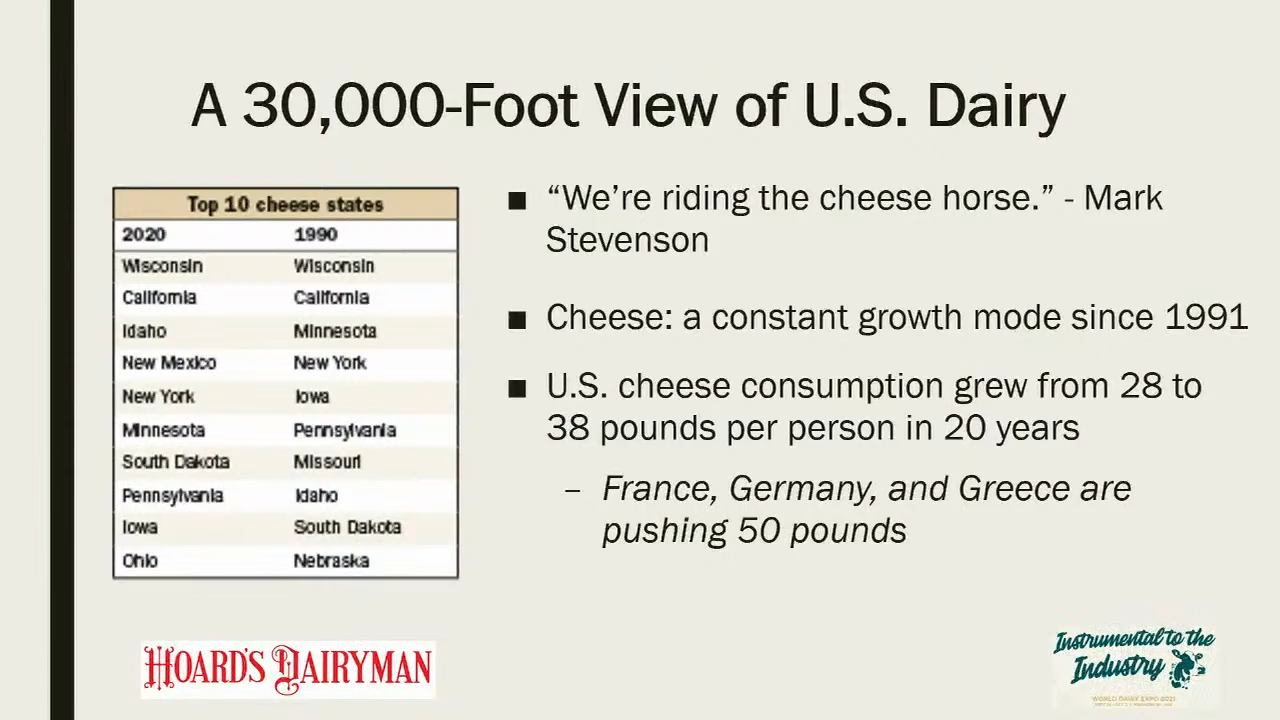 A 30,000-Foot View of U.S. Dairy
Top 10 cheese states
2020 1990
Wisconsin Wisconsin
California California
Idaho Minnesota
New Mexico New York
New York Iowa
Minnesota Pennsylvania
South Dakota Missouri
Pennsylvania Idaho
Iowa South Dakota
Ohio Nebraska
■ “We’re riding the cheese horse.” - Mark
Stevenson
■ Cheese: a constant growth mode since 1991
■ U.S. cheese consumption grew from 28 to
38 pounds per person in 20 years
– France, Germany, and Greece are
pushing 50 pounds
HOARD'S DAIRYMAN
Instrumental to the
Industry
WORLD DAIRY EXPO 2021